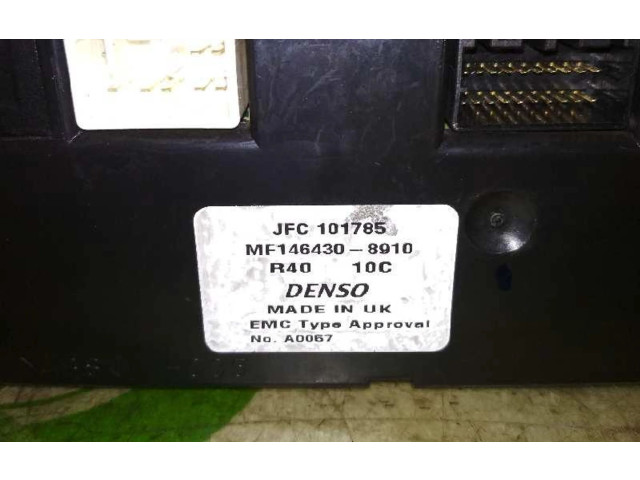 JFC 101785
MF146430-8910
R40 10C
DENSO
MADE IN UK
EMC Type Approval
No. A0067